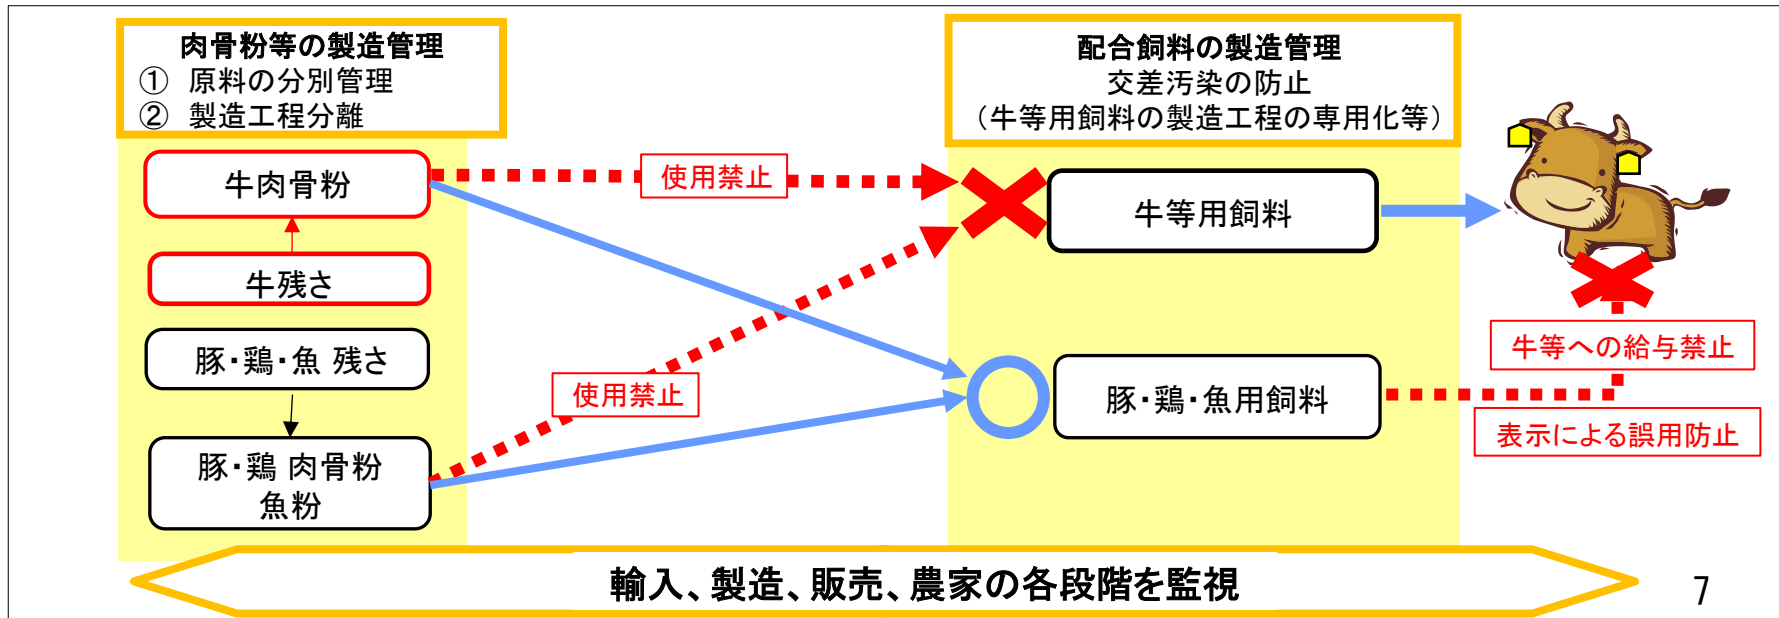 肉骨粉等の製造管理
① 原料の分別管理
② 製造工程分離
配合飼料の製造管理
交差汚染の防止
（牛等用飼料の製造工程の専用化等）
牛肉骨粉
使用禁止
牛等用飼料
牛残さ
豚・鶏・魚 残さ
使用禁止
豚・鶏・魚用飼料
牛等への給与禁止
表示による誤用防止
豚・鶏 肉骨粉
魚粉
輸入、製造、販売、農家の各段階を監視
7